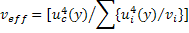 v_eff = [u_c^4(y)/∑{u_i^4(y)/v_i}]